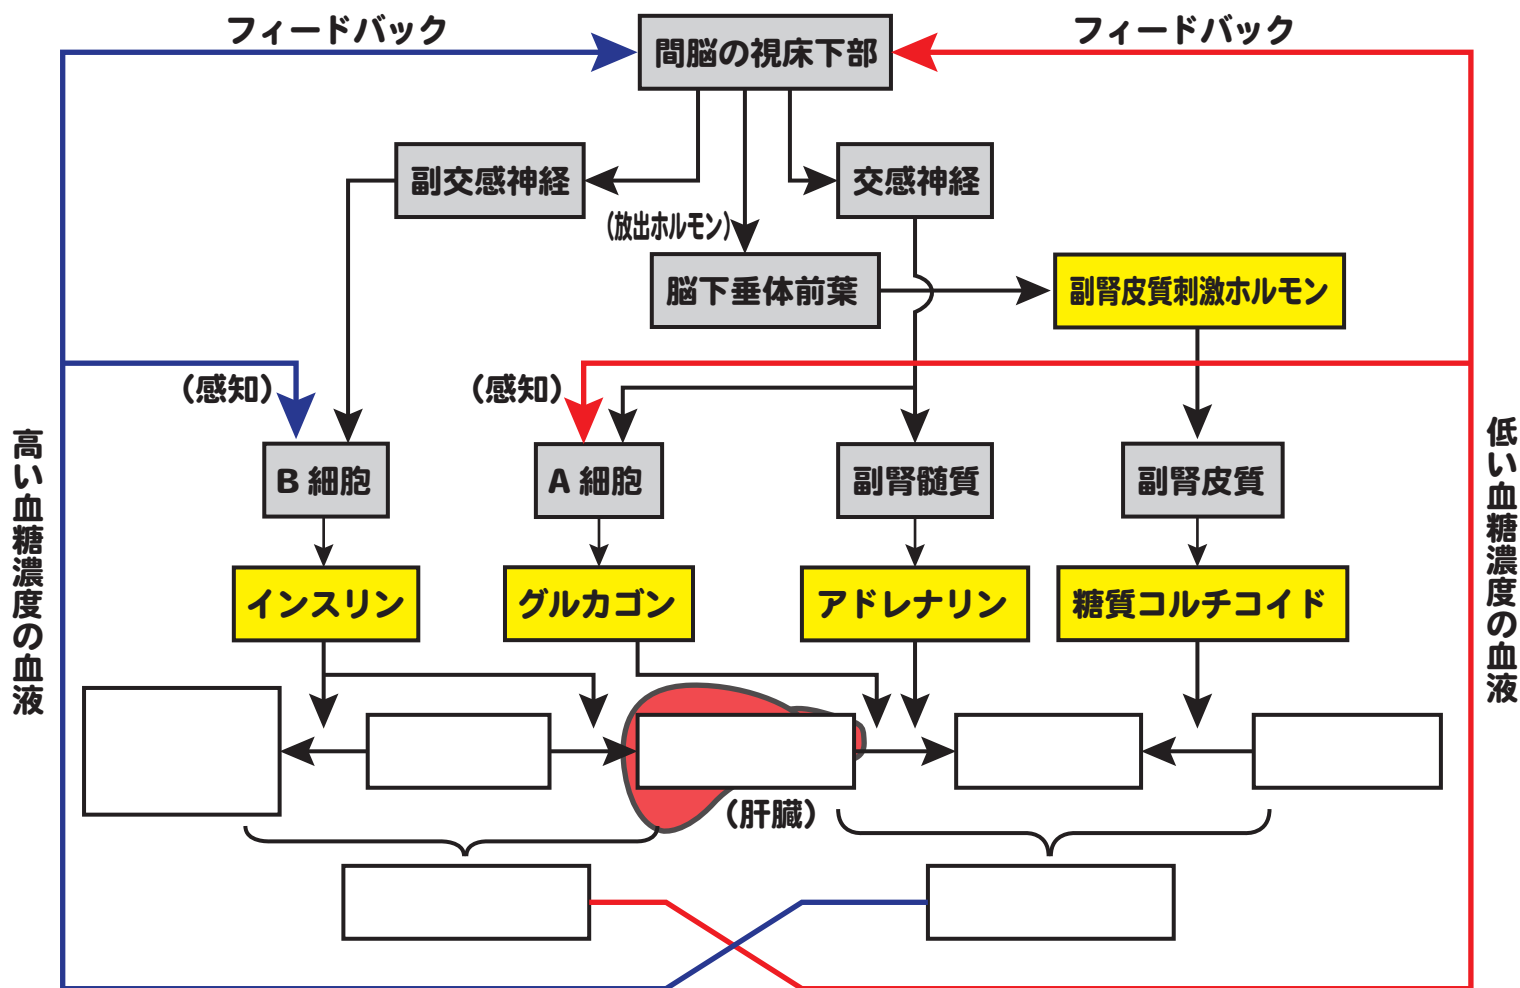 フィードバック
フィードバック
間脳の視床下部
副交感神経
交感神経
（放出ホルモン）
脳下垂体前葉
副腎皮質刺激ホルモン
（感知）
（感知）
高い血糖濃度の血液
低い血糖濃度の血液
B 細胞
A 細胞
副腎髄質
副腎皮質
インスリン
グルカゴン
アドレナリン
糖質コルチコイド
（肝臓）